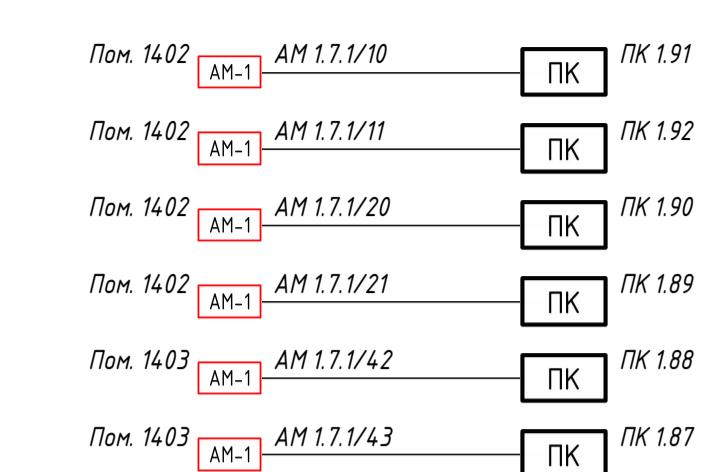 Пом. 1402 АМ-1 АМ 1.7.1/10 ПК ПК 1.91
Пом. 1402 АМ-1 АМ 1.7.1/11 ПК ПК 1.92
Пом. 1402 АМ-1 АМ 1.7.1/20 ПК ПК 1.90
Пом. 1402 АМ-1 АМ 1.7.1/21 ПК ПК 1.89
Пом. 1403 АМ-1 АМ 1.7.1/42 ПК ПК 1.88
Пом. 1403 АМ-1 АМ 1.7.1/43 ПК ПК 1.87